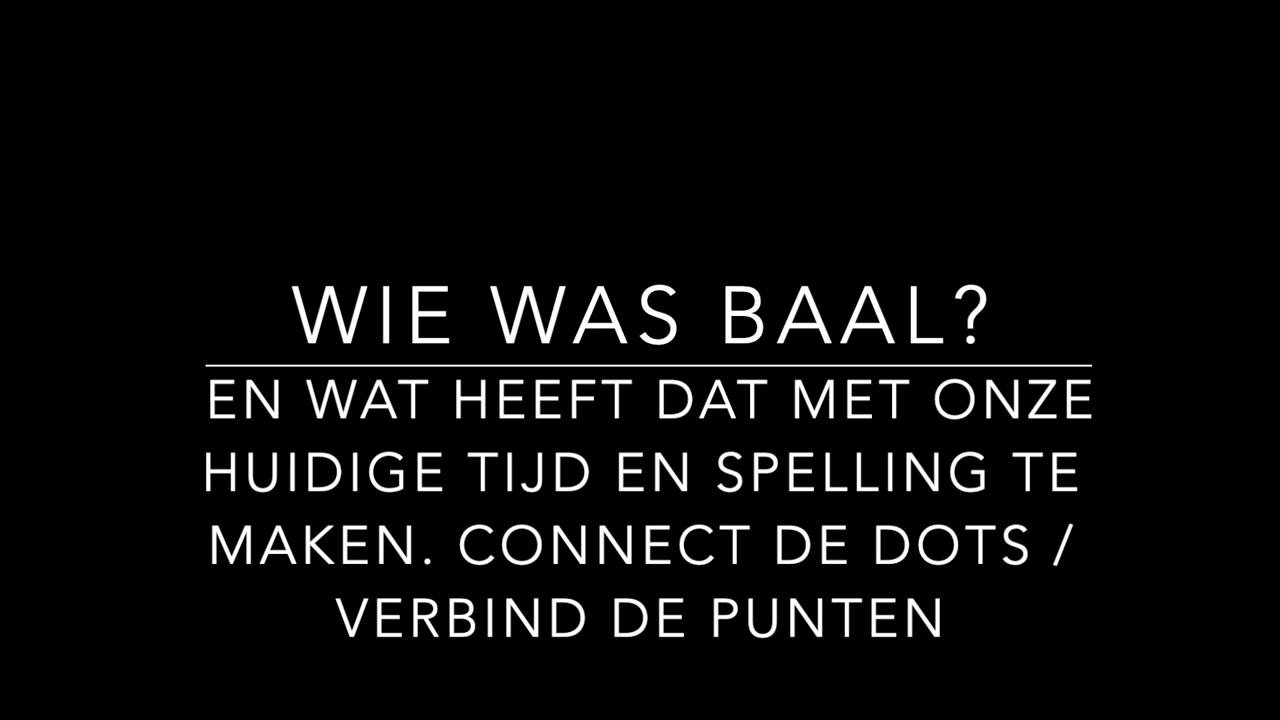 WIE WAS BAAL?
EN WAT HEEFT DAT MET ONZE
HUIDIGE TIJD EN SPELLING TE
MAKEN. CONNECT DE DOTS /
VERBIND DE PUNTEN